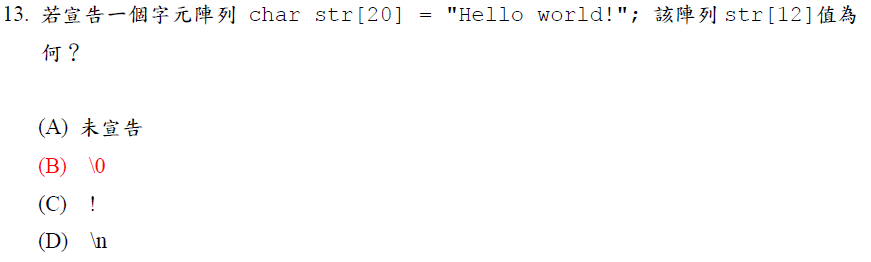 13. 若宣告一個字元陣列 char str[20] = "Hello world!"; 該陣列 str[12]值為
何？
(A) 未宣告
(B) \0
(C) !
(D) \n